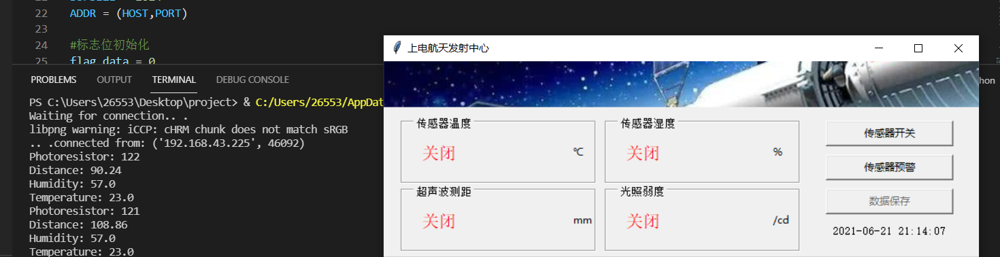 22 ADDR = (HOST,PORT)
23
24 #标志位初始化
25 flag_data = 0
PROBLEMS OUTPUT TERMINAL DEBUG CONSOLE
PS C:\Users\26553\Desktop\project> & C:/Users/26553/AppDat
Waiting for connection.. .
libpng warning: iCCP: cHRM chunk does not match sRGB
.. .connected from: ('192.168.43.225', 46092)
Photoresistor: 122
Distance: 90.24
Humidity: 57.0
Temperature: 23.0
Photoresistor: 121
Distance: 108.86
Humidity: 57.0
Temperature: 23.0
hon
上电航天发射中心
传感器温度
关闭 ℃
传感器湿度
关闭 %
超声波测距
关闭 mm
光照弱度
关闭 /cd
传感器开关
传感器预警
数据保存
2021-06-21 21:14:07